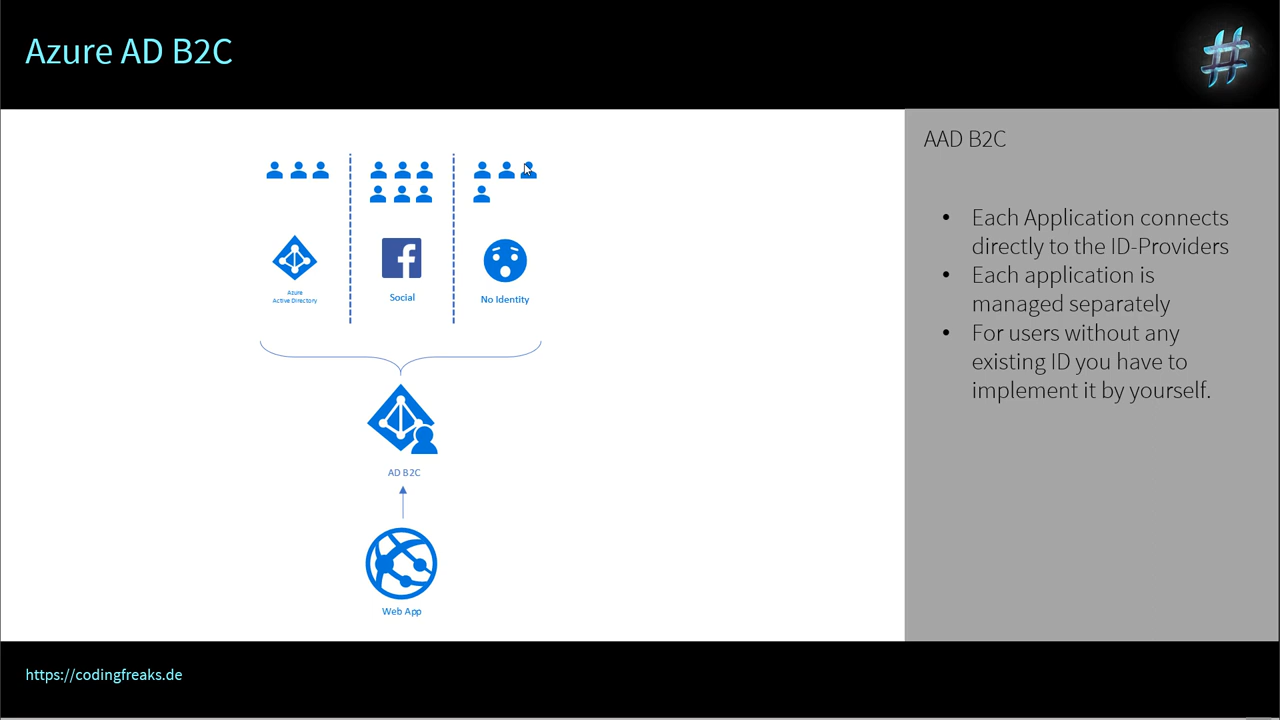 Azure AD B2C
#
AAD B2C
• Each Application connects
directly to the ID-Providers
• Each application is
managed separately
• For users without any
existing ID you have to
implement it by yourself.
Azure
Active Directory
Social
No Identity
AD B2C
Web App
https://codingfreaks.de